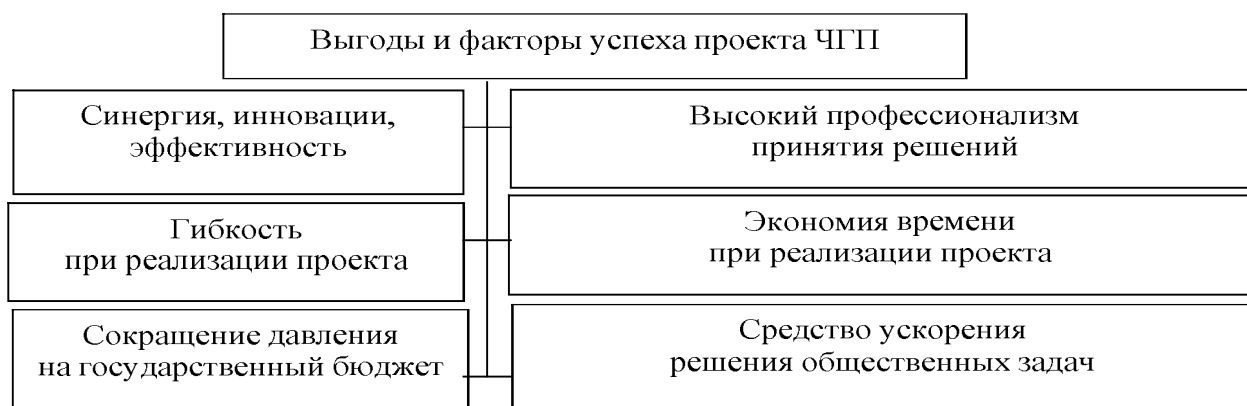 Выгоды и факторы успеха проекта ЧГП
Синергия, инновации,
эффективность
Высокий профессионализм
принятия решений
Гибкость
при реализации проекта
Экономия времени
при реализации проекта
Сокращение давления
на государственный бюджет
Средство ускорения
решения общественных задач